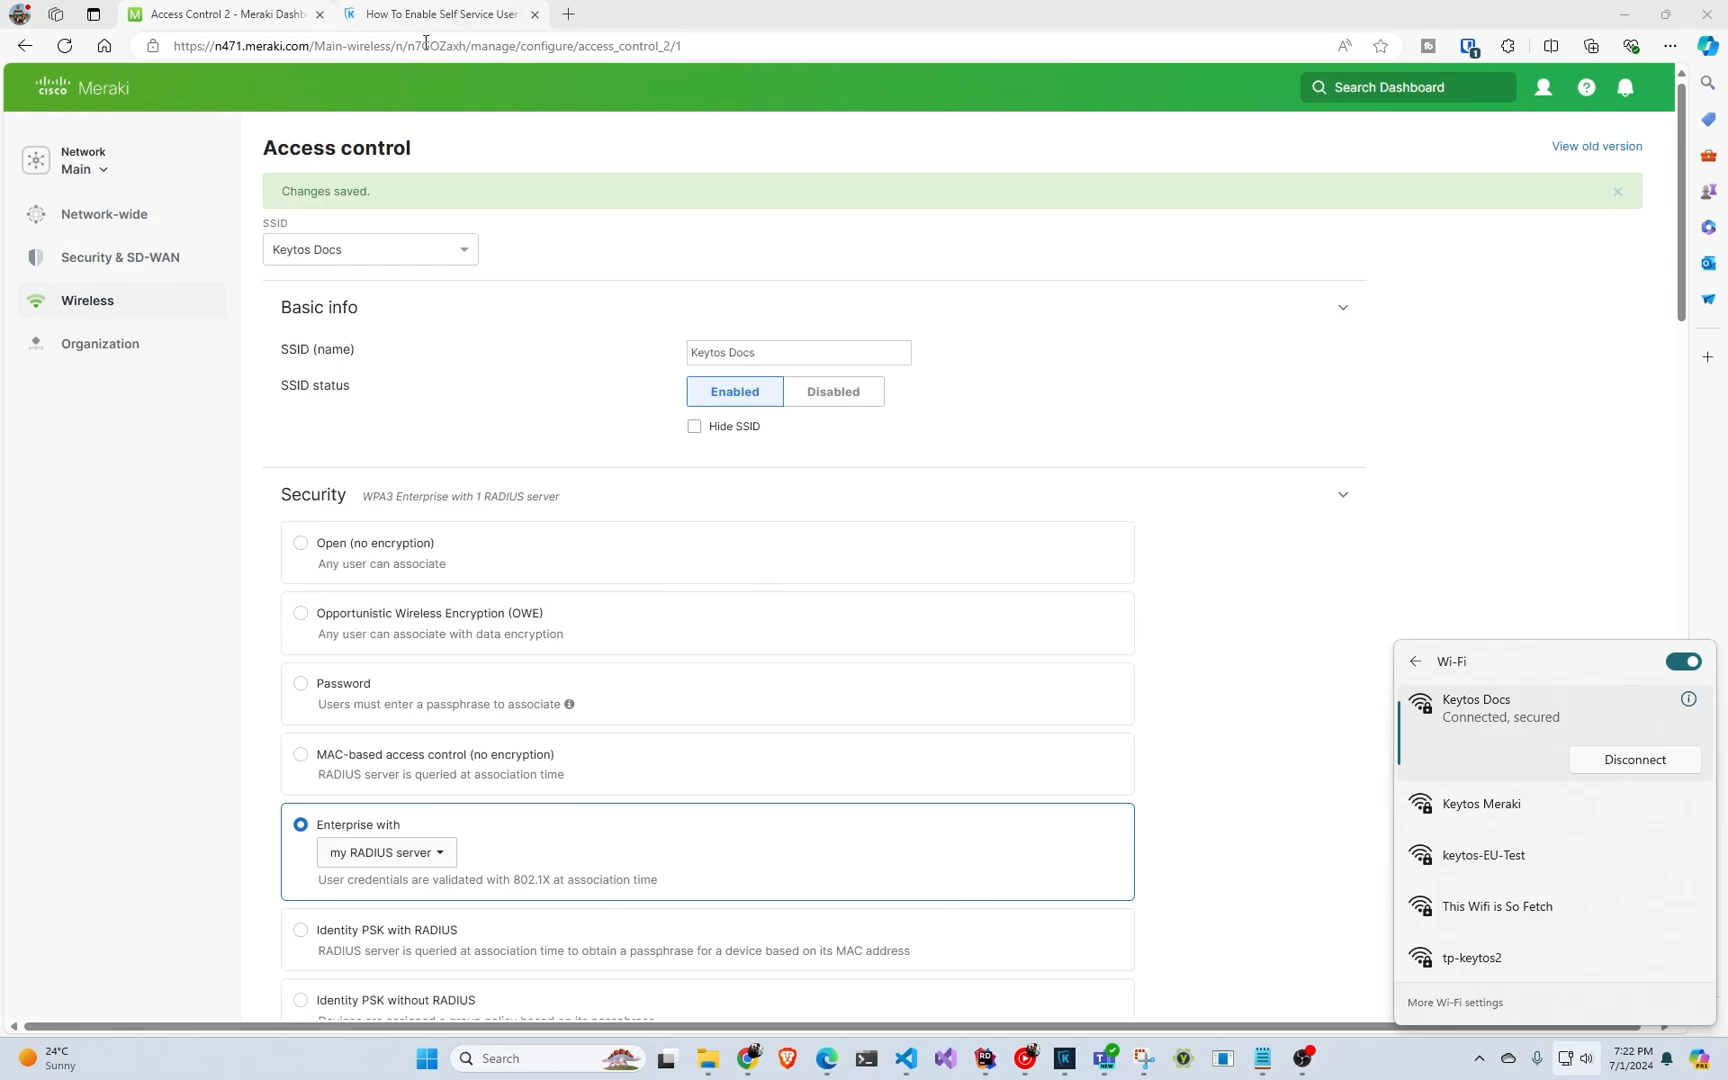 Access Control 2 - Meraki Dashb
How To Enable Self Service User
https://n471.meraki.com/Main-wireless/n/n7GOZaxh/manage/configure/access_control_2/1
cisco Meraki
Search Dashboard
Network
Main
Network-wide
Security & SD-WAN
Wireless
Organization
Access control
View old version
Changes saved.
SSID
Keytos Docs
Basic info
SSID (name)
Keytos Docs
SSID status
Enabled
Disabled
Hide SSID
Security WPA3 Enterprise with 1 RADIUS server
Open (no encryption)
Any user can associate
Opportunistic Wireless Encryption (OWE)
Any user can associate with data encryption
Password
Users must enter a passphrase to associate
MAC-based access control (no encryption)
RADIUS server is queried at association time
Enterprise with
my RADIUS server
User credentials are validated with 802.1X at association time
Identity PSK with RADIUS
RADIUS server is queried at association time to obtain a passphrase for a device based on its MAC address
Identity PSK without RADIUS
Devices are assigned a group policy based on its passphrase
Wi-Fi
Keytos Docs
Connected, secured
Disconnect
Keytos Meraki
keytos-EU-Test
This Wifi is So Fetch
tp-keytos2
More Wi-Fi settings
24°C
Sunny
Search
7:22 PM
7/1/2024